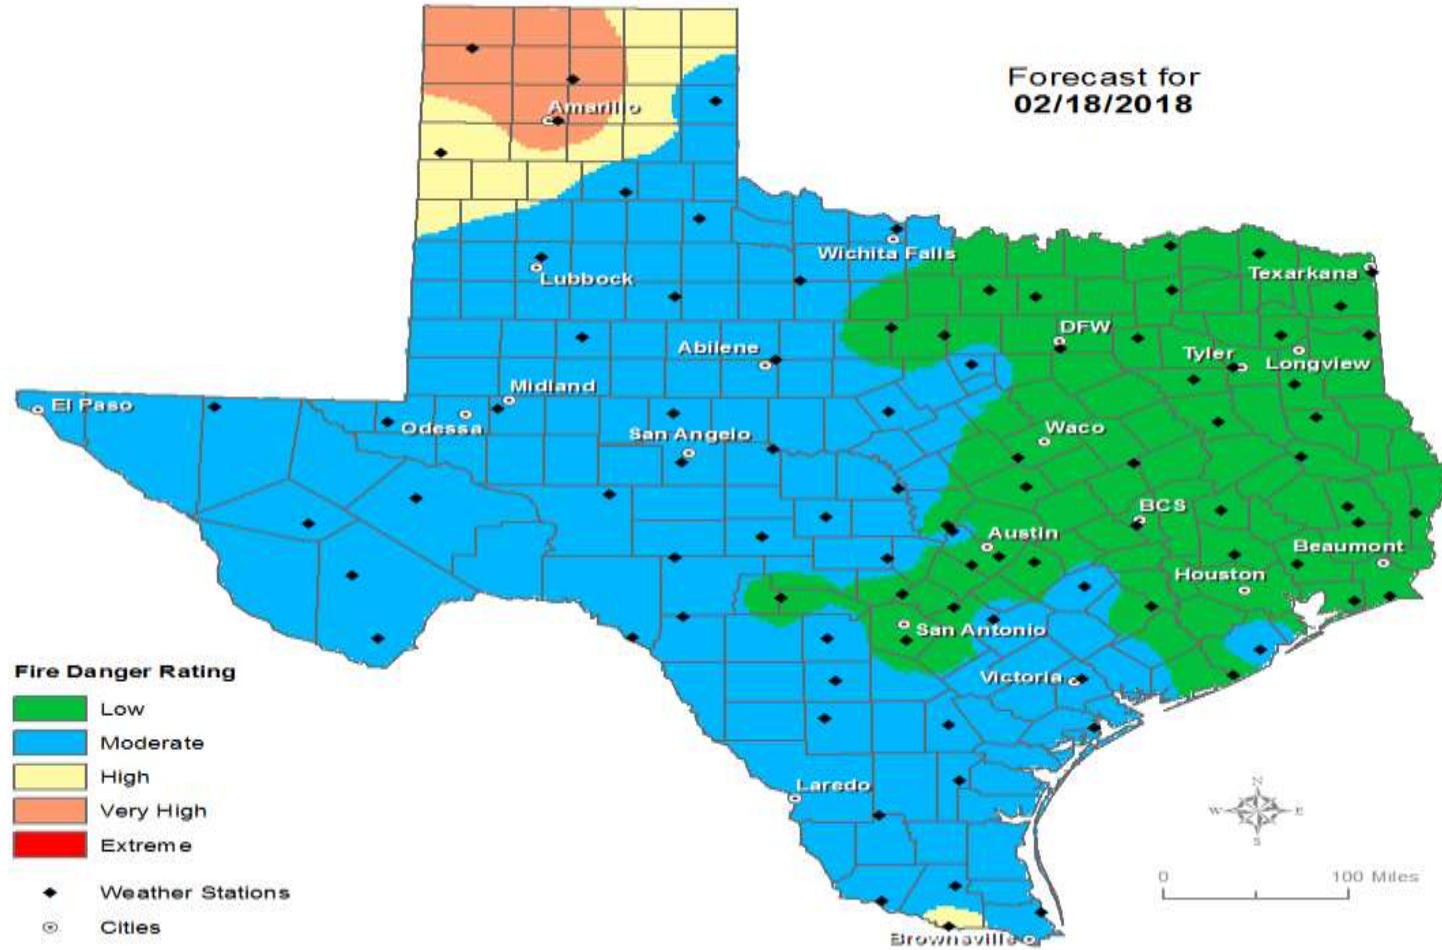 Forecast for
02/18/2018
Amarillo
Wichita Falls
Texarkana
Lubbock
DFW
Abilene
Tyler
Longview
Midland
El Paso
Odessa
San Angelo
Waco
BCS
Austin
Beaumont
Houston
San Antonio
Victoria
Laredo
Brownsville
Fire Danger Rating
Low
Moderate
High
Very High
Extreme
Weather Stations
Cities
N
W E
S
0 100 Miles